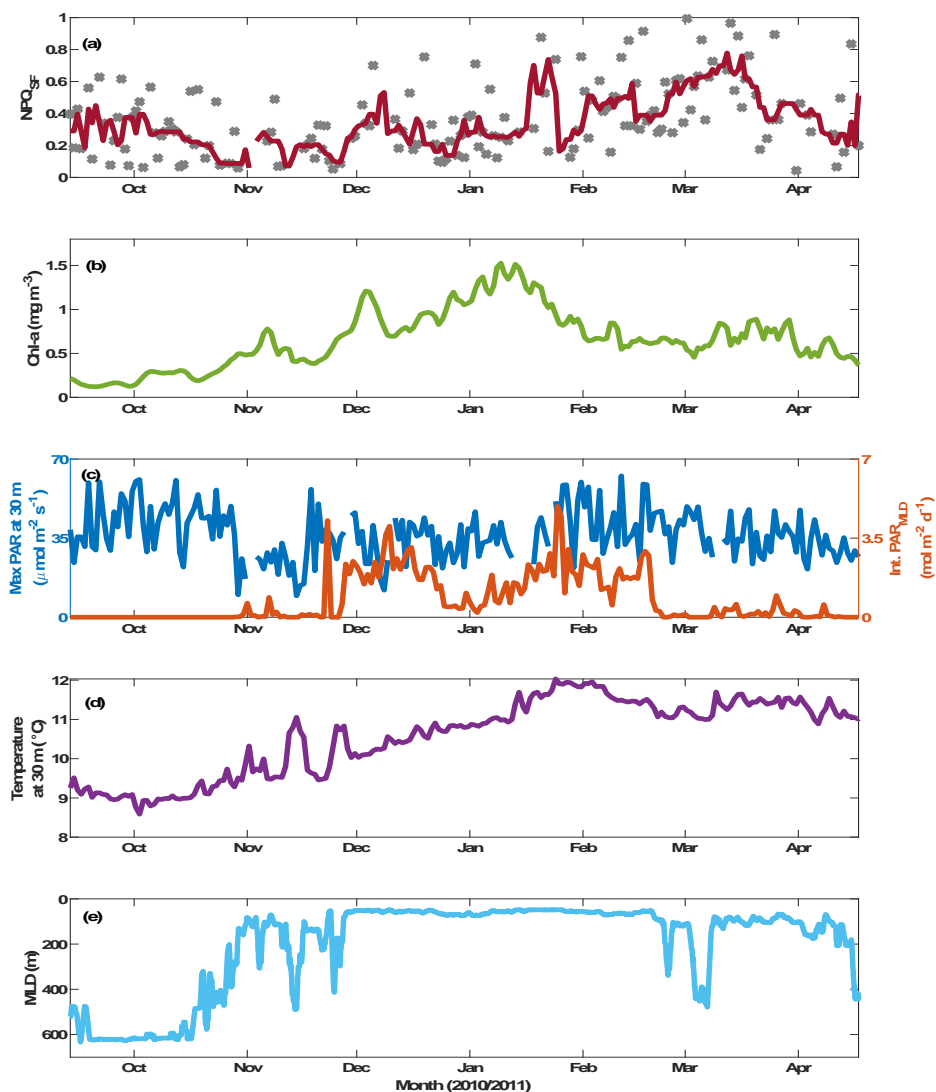 (a)
1
0.8
0.6
0.4
0.2
0
NPQSF
Oct Nov Dec Jan Feb Mar Apr
(b)
1.5
1
0.5
0
Chl-a (mg m-3)
Oct Nov Dec Jan Feb Mar Apr
(c)
70
35
0
Max PAR at 30 m
(μmol m-2 s-1)
7
3.5
0
Int. PARMLD
(mol m-2 d-1)
Oct Nov Dec Jan Feb Mar Apr
(d)
12
11
10
9
8
Temperature
at 30 m (°C)
Oct Nov Dec Jan Feb Mar Apr
(e)
0
200
400
600
MLD (m)
Oct Nov Dec Jan Feb Mar Apr
Month (2010/2011)